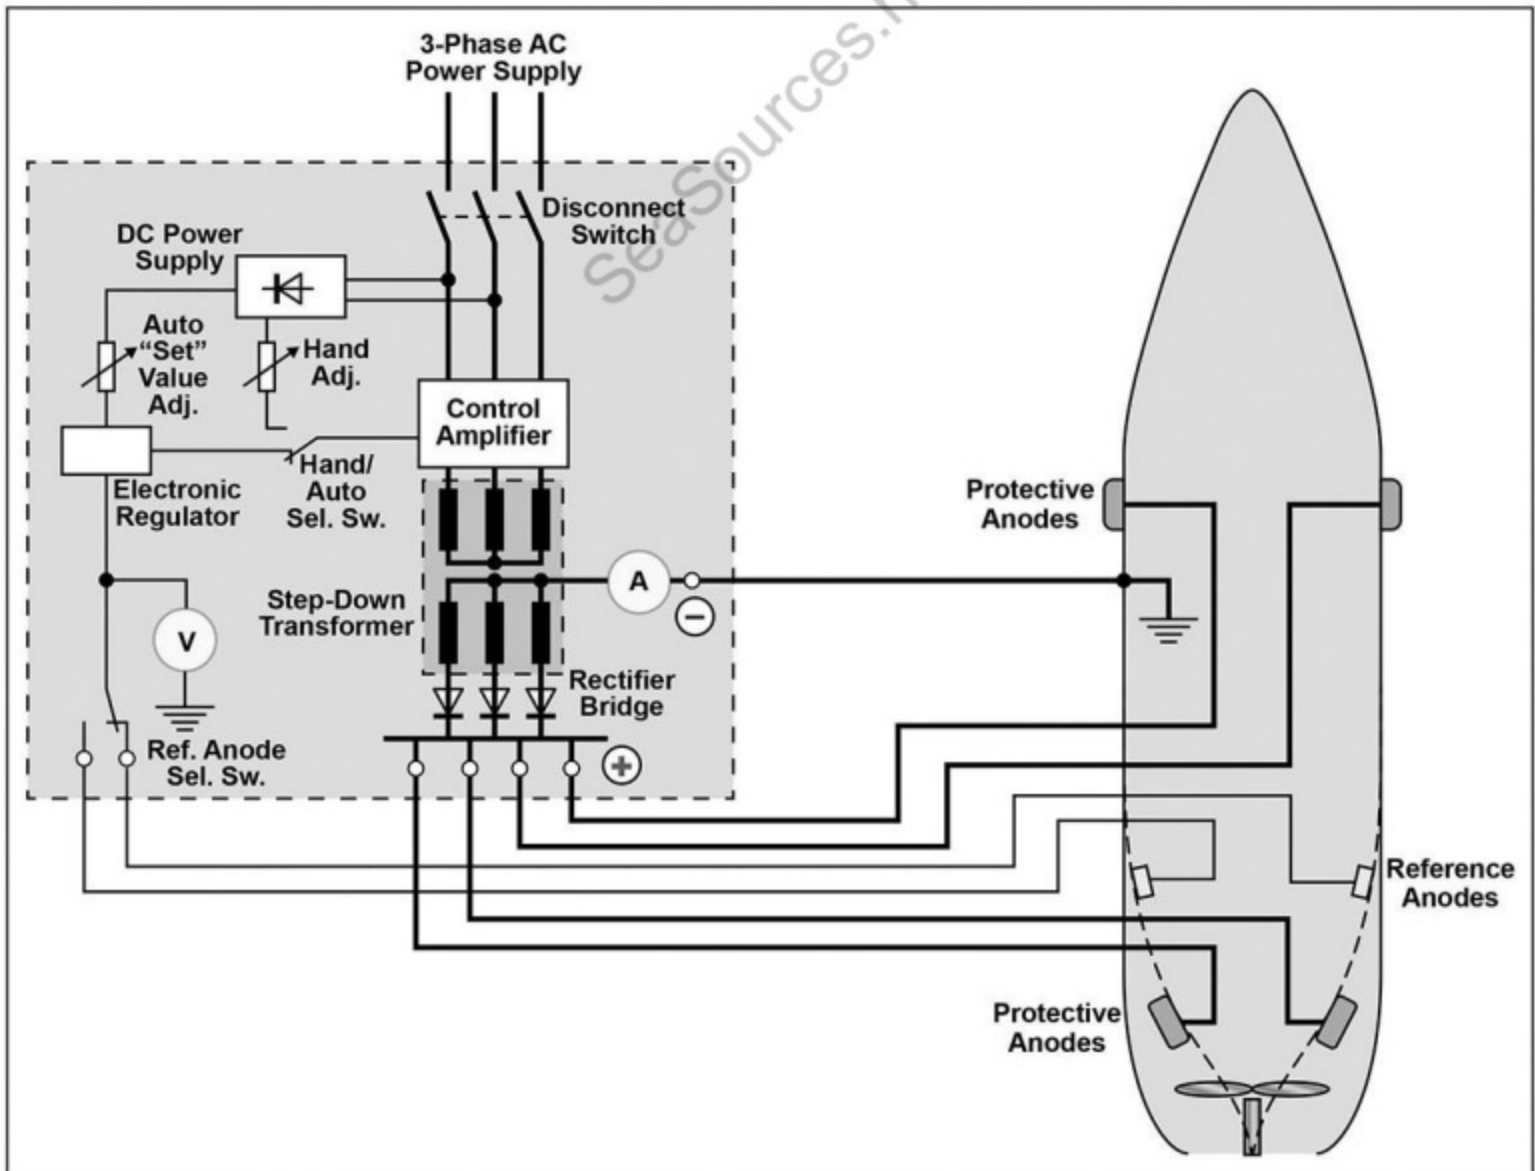 3-Phase AC
Power Supply
SeaSources.n
Disconnect
Switch
DC Power
Supply
Auto
“Set”
Value
Adj.
Hand
Adj.
Control
Amplifier
Hand/
Auto
Sel. Sw.
Electronic
Regulator
Protective
Anodes
A
−
Step-Down
Transformer
V
Rectifier
Bridge
Ref. Anode
Sel. Sw.
+
Reference
Anodes
Protective
Anodes